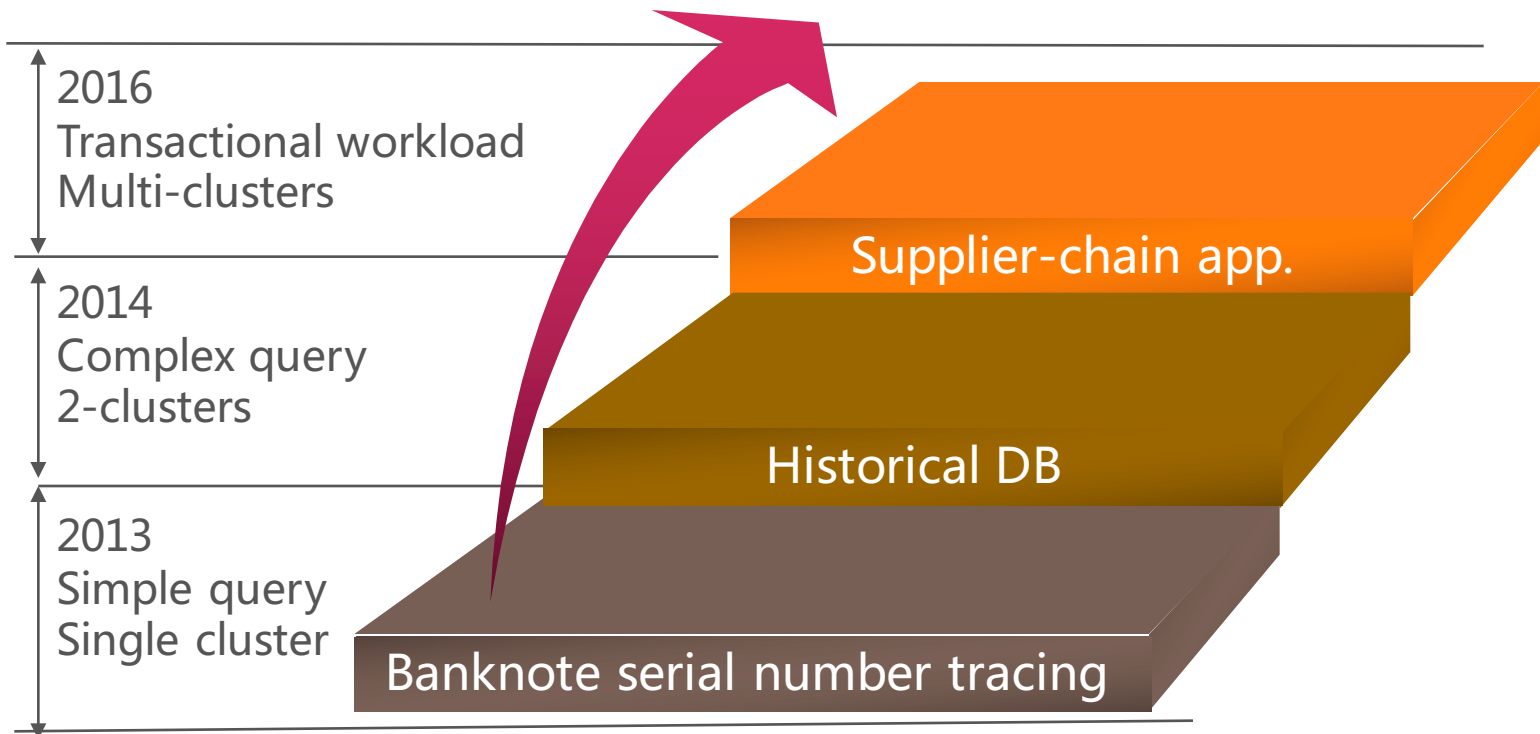 2016
Transactional workload
Multi-clusters
Supplier-chain app.
2014
Complex query
2-clusters
Historical DB
2013
Simple query
Single cluster
Banknote serial number tracing